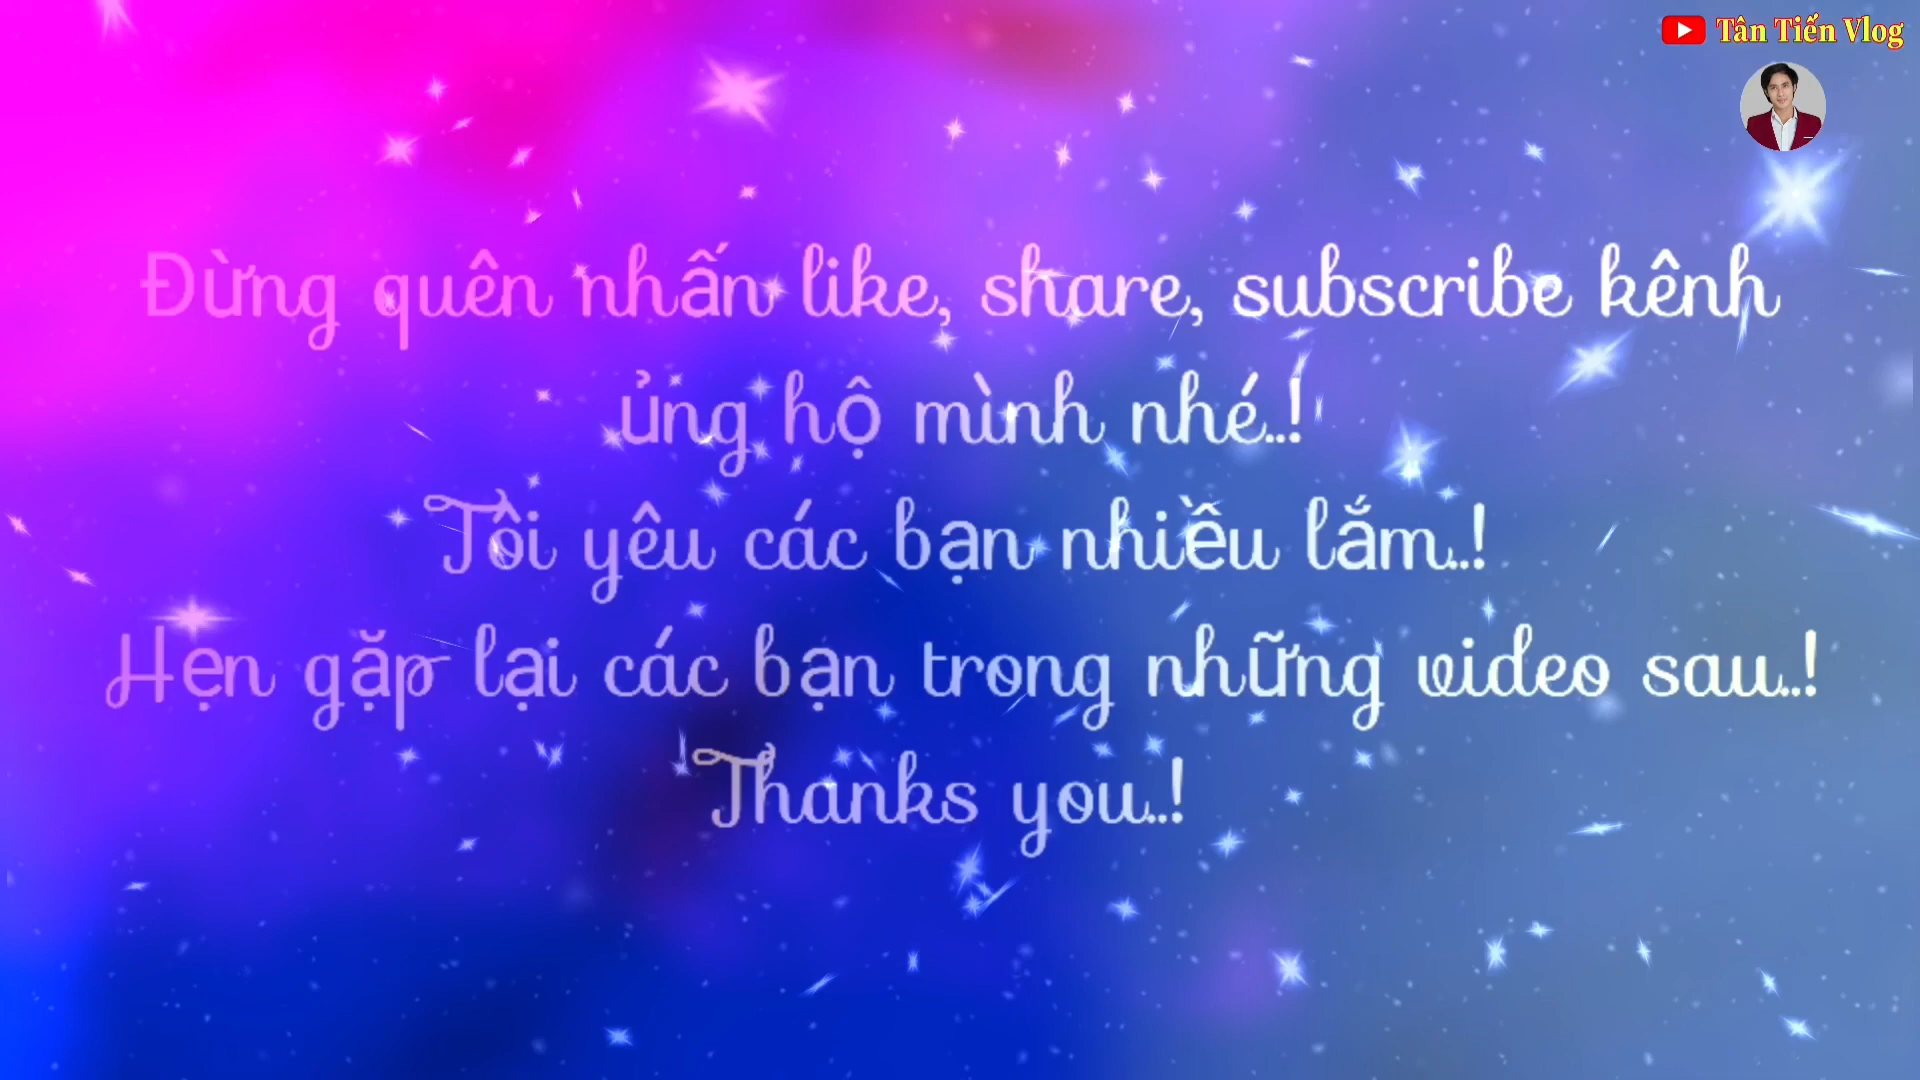 Tân Tiến Vlog
Đừng quên nhấn like, share, subscribe kênh
ủng hộ mình nhé..!
Tôi yêu các bạn nhiều lắm..!
Hẹn gặp lại các bạn trong những video sau..!
Thanks you..!